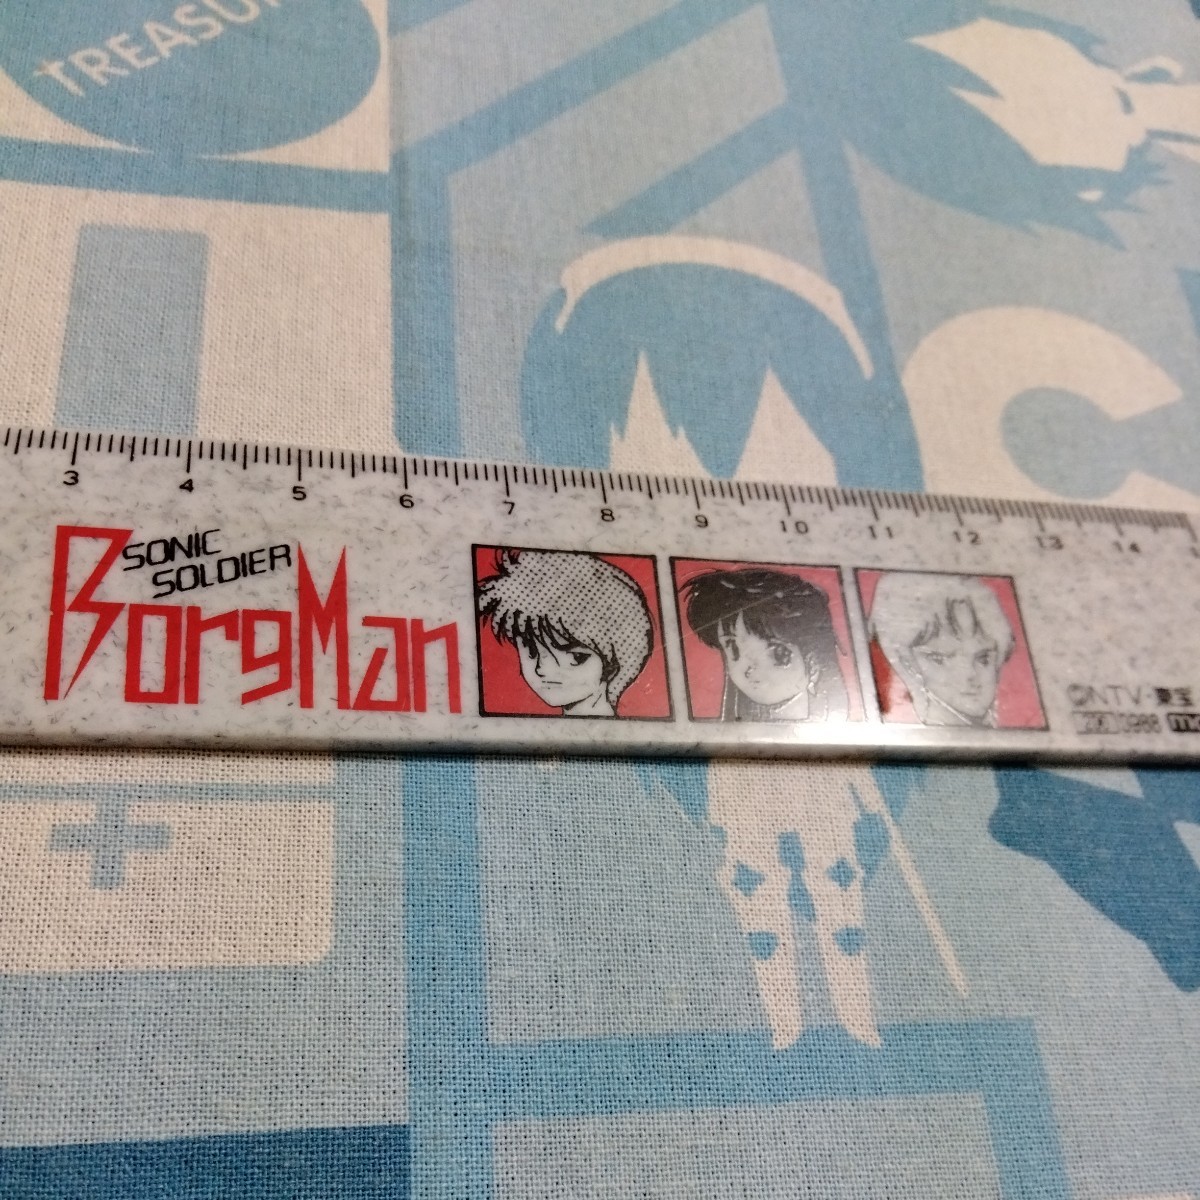 TREASU
3 4 5 6 7 8 9 10 11 12 13 14
SONIC
SOLDIER
BorgMan
©NTV・東宝
1988